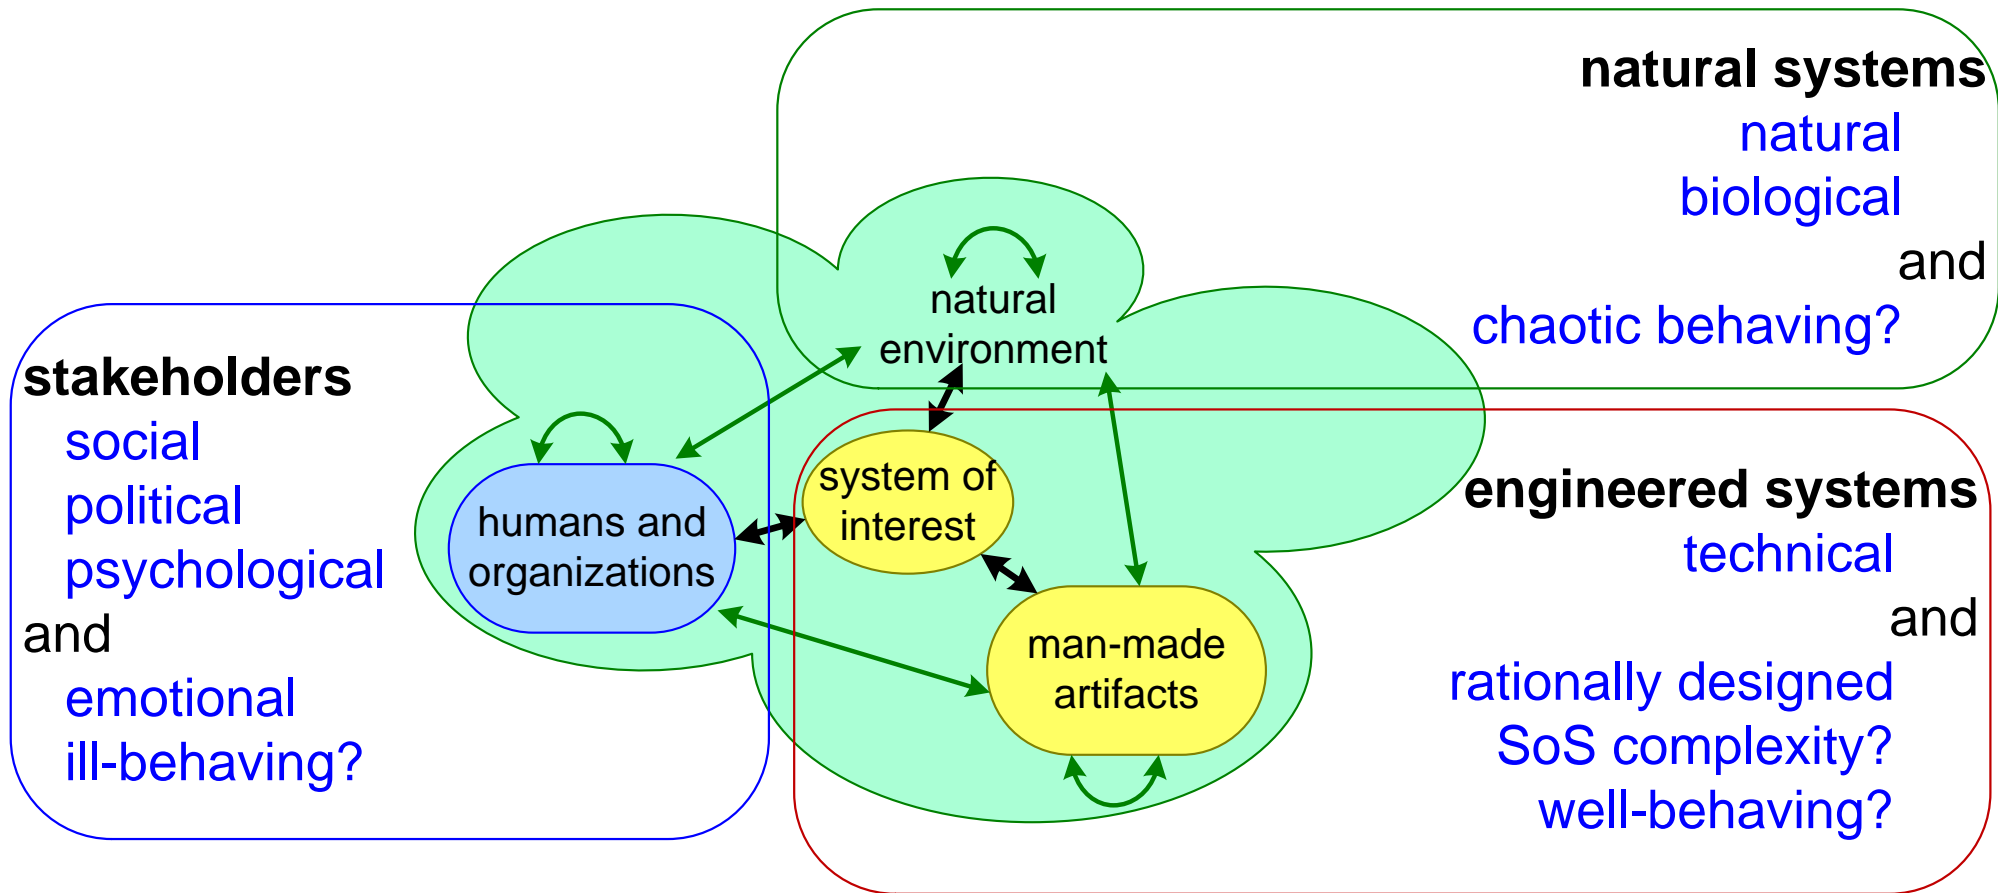 natural systems
natural
biological
and
chaotic behaving?
natural
environment
stakeholders
social
political
psychological
and
emotional
ill-behaving?
humans and
organizations
system of
interest
man-made
artifacts
engineered systems
technical
and
rationally designed
SoS complexity?
well-behaving?